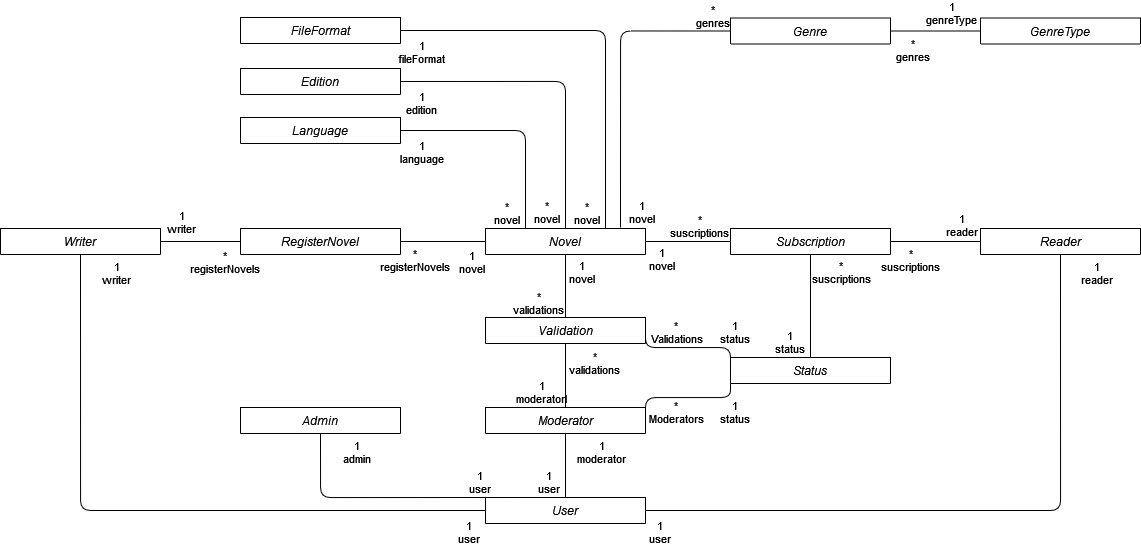 FileFormat
1
fileFormat
*
genres
Genre
*
genres
1
genreType
GenreType
Edition
1
edition
Language
1
language
*
novel
*
novel
*
novel
1
novel
Writer
1
writer
*
registerNovels
RegisterNovel
*
registerNovels
1
novel
Novel
*
suscriptions
1
novel
Subscription
1
reader
*
suscriptions
Reader
1
writer
1
novel
*
suscriptions
1
reader
*
validations
Validation
*
Validations
1
status
1
status
*
validations
Status
1
moderatorl
Admin
Moderator
*
Moderators
1
status
1
admin
1
moderator
1
user
1
user
User
1
user
1
user